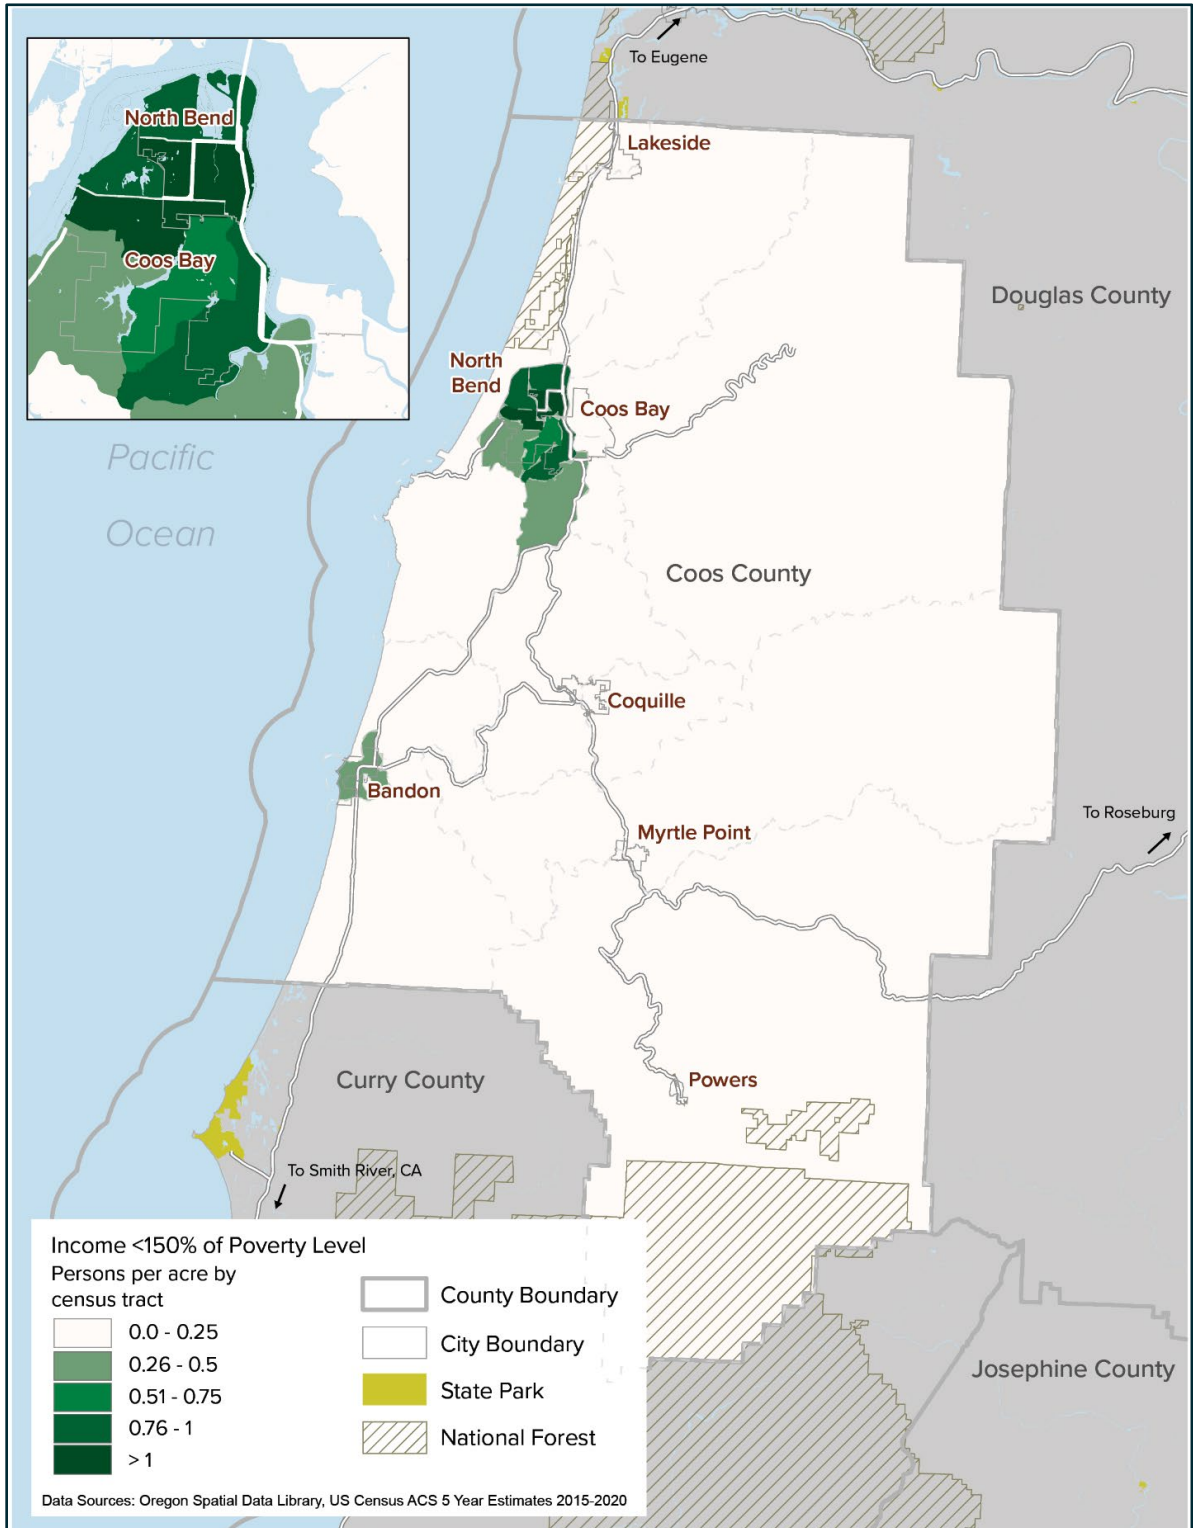 To Eugene
North Bend
Coos Bay
Lakeside
Douglas County
North
Bend
Coos Bay
Pacific
Ocean
Coos County
Coquille
Bandon
Myrtle Point
To Roseburg
Curry County
Powers
To Smith River, CA
Josephine County
Income <150% of Poverty Level
Persons per acre by
census tract
0.0 - 0.25
0.26 - 0.5
0.51 - 0.75
0.76 - 1
> 1
County Boundary
City Boundary
State Park
National Forest
Data Sources: Oregon Spatial Data Library, US Census ACS 5 Year Estimates 2015-2020